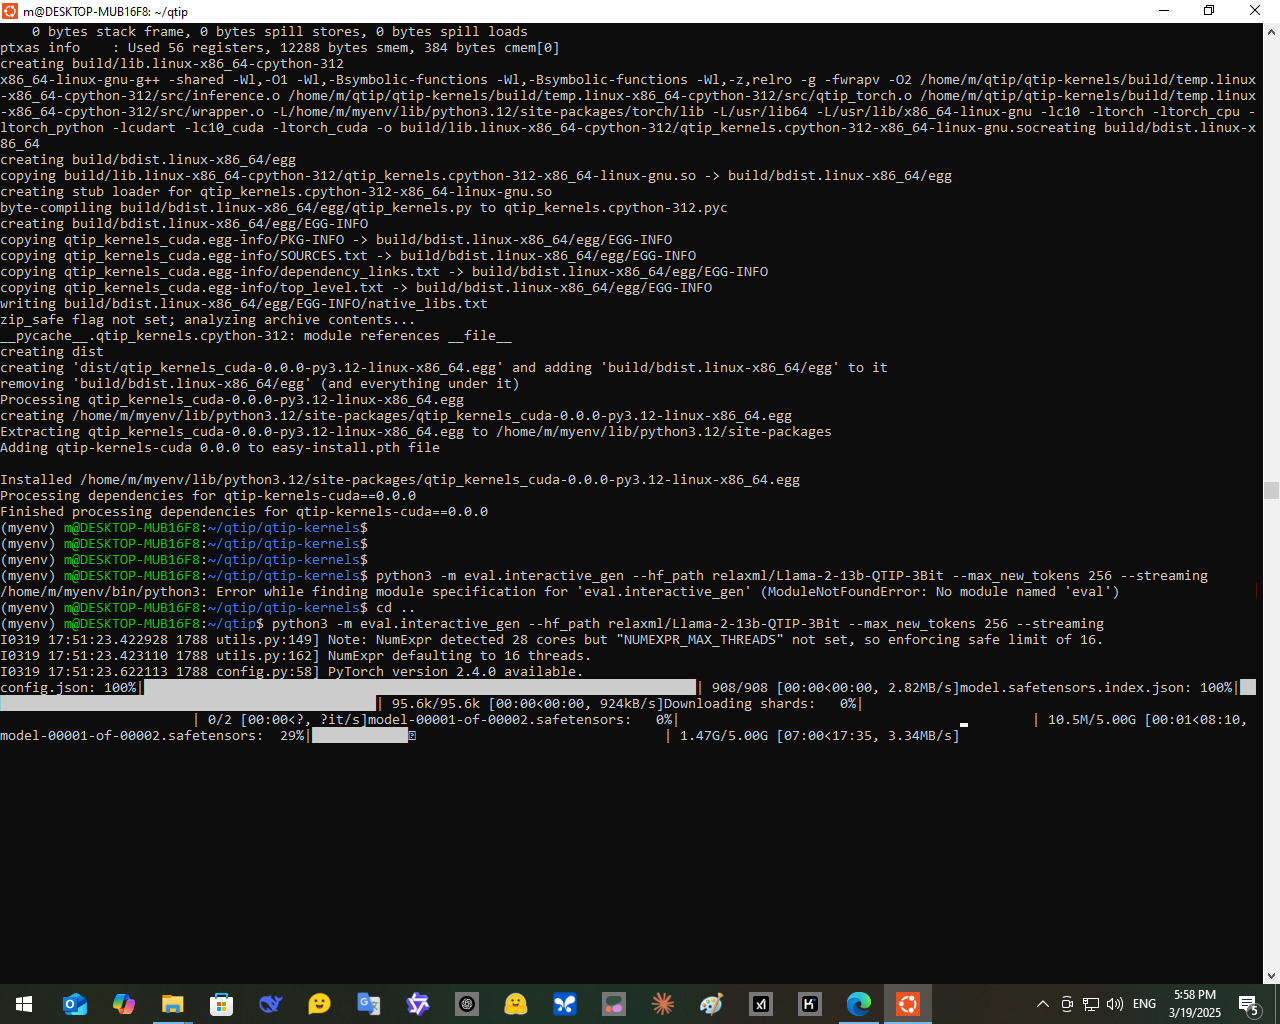 m@DESKTOP-MUB16F8: ~/qtip
0 bytes stack frame, 0 bytes spill stores, 0 bytes spill loads
ptxas info    : Used 56 registers, 12288 bytes smem, 384 bytes cmem[0]
creating build/lib.linux-x86_64-cpython-312
x86_64-linux-gnu-g++ -shared -Wl,-O1 -Wl,-Bsymbolic-functions -Wl,-Bsymbolic-functions -Wl,-z,relro -g -fwrapv -O2 /home/m/qtip/qtip-kernels/build/temp.linux
-x86_64-cpython-312/src/inference.o /home/m/qtip/qtip-kernels/build/temp.linux-x86_64-cpython-312/src/qtip_torch.o /home/m/qtip/qtip-kernels/build/temp.linux
-x86_64-cpython-312/src/wrapper.o -L/home/m/myenv/lib/python3.12/site-packages/torch/lib -L/usr/lib64 -L/usr/lib/x86_64-linux-gnu -lc10 -ltorch -ltorch_cpu -
ltorch_python -lcudart -lc10_cuda -ltorch_cuda -o build/lib.linux-x86_64-cpython-312/qtip_kernels.cpython-312-x86_64-linux-gnu.socreating build/bdist.linux-x
86_64
creating build/bdist.linux-x86_64/egg
copying build/lib.linux-x86_64-cpython-312/qtip_kernels.cpython-312-x86_64-linux-gnu.so -> build/bdist.linux-x86_64/egg
creating stub loader for qtip_kernels.cpython-312-x86_64-linux-gnu.so
byte-compiling build/bdist.linux-x86_64/egg/qtip_kernels.py to qtip_kernels.cpython-312.pyc
creating build/bdist.linux-x86_64/egg/EGG-INFO
copying qtip_kernels_cuda.egg-info/PKG-INFO -> build/bdist.linux-x86_64/egg/EGG-INFO
copying qtip_kernels_cuda.egg-info/SOURCES.txt -> build/bdist.linux-x86_64/egg/EGG-INFO
copying qtip_kernels_cuda.egg-info/dependency_links.txt -> build/bdist.linux-x86_64/egg/EGG-INFO
copying qtip_kernels_cuda.egg-info/top_level.txt -> build/bdist.linux-x86_64/egg/EGG-INFO
writing build/bdist.linux-x86_64/egg/EGG-INFO/native_libs.txt
zip_safe flag not set; analyzing archive contents...
__pycache__.qtip_kernels.cpython-312: module references __file__
creating dist
creating 'dist/qtip_kernels_cuda-0.0.0-py3.12-linux-x86_64.egg' and adding 'build/bdist.linux-x86_64/egg' to it
removing 'build/bdist.linux-x86_64/egg' (and everything under it)
Processing qtip_kernels_cuda-0.0.0-py3.12-linux-x86_64.egg
creating /home/m/myenv/lib/python3.12/site-packages/qtip_kernels_cuda-0.0.0-py3.12-linux-x86_64.egg
Extracting qtip_kernels_cuda-0.0.0-py3.12-linux-x86_64.egg to /home/m/myenv/lib/python3.12/site-packages
Adding qtip-kernels-cuda 0.0.0 to easy-install.pth file
Installed /home/m/myenv/lib/python3.12/site-packages/qtip_kernels_cuda-0.0.0-py3.12-linux-x86_64.egg
Processing dependencies for qtip-kernels-cuda==0.0.0
Finished processing dependencies for qtip-kernels-cuda==0.0.0
(myenv) m@DESKTOP-MUB16F8:~/qtip/qtip-kernels$
(myenv) m@DESKTOP-MUB16F8:~/qtip/qtip-kernels$
(myenv) m@DESKTOP-MUB16F8:~/qtip/qtip-kernels$
(myenv) m@DESKTOP-MUB16F8:~/qtip/qtip-kernels$ python3 -m eval.interactive_gen --hf_path relaxml/Llama-2-13b-QTIP-3Bit --max_new_tokens 256 --streaming
/home/m/myenv/bin/python3: Error while finding module specification for 'eval.interactive_gen' (ModuleNotFoundError: No module named 'eval')
(myenv) m@DESKTOP-MUB16F8:~/qtip/qtip-kernels$ cd ..
(myenv) m@DESKTOP-MUB16F8:~/qtip$ python3 -m eval.interactive_gen --hf_path relaxml/Llama-2-13b-QTIP-3Bit --max_new_tokens 256 --streaming
I0319 17:51:23.422928 1788 utils.py:149] Note: NumExpr detected 28 cores but "NUMEXPR_MAX_THREADS" not set, so enforcing safe limit of 16.
I0319 17:51:23.423110 1788 utils.py:162] NumExpr defaulting to 16 threads.
I0319 17:51:23.622113 1788 config.py:58] PyTorch version 2.4.0 available.
config.json: 100%| | 908/908 [00:00<00:00, 2.82MB/s]model.safetensors.index.json: 100%|
| 95.6k/95.6k [00:00<00:00, 924kB/s]Downloading shards:   0%|
| 0/2 [00:00<?, ?it/s]model-00001-of-00002.safetensors:   0%| | 10.5M/5.00G [00:01<08:10,
model-00001-of-00002.safetensors:  29%| | 1.47G/5.00G [07:00<17:35, 3.34MB/s]
ENG
5:58 PM
3/19/2025
5